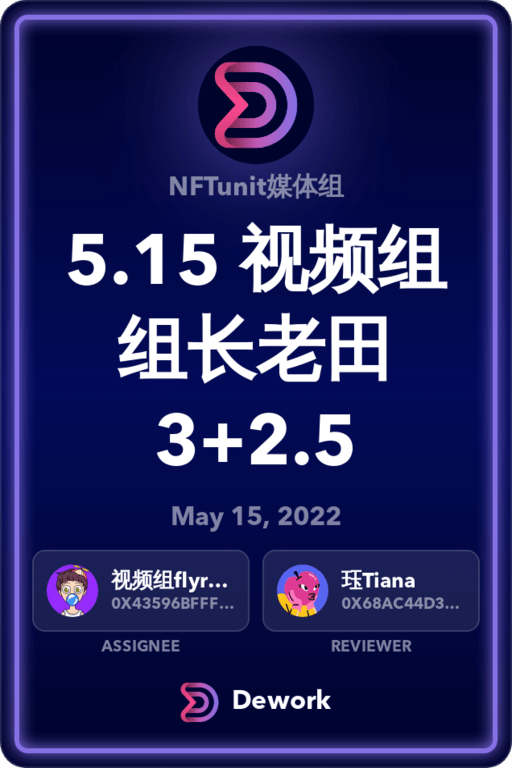 NFTunit媒体组
5.15 视频组
组长老田
3+2.5
May 15, 2022
视频组flyr...
0X43596BFFF...
珏Tiana
0X68AC44D3...
ASSIGNEE
REVIEWER
Dework